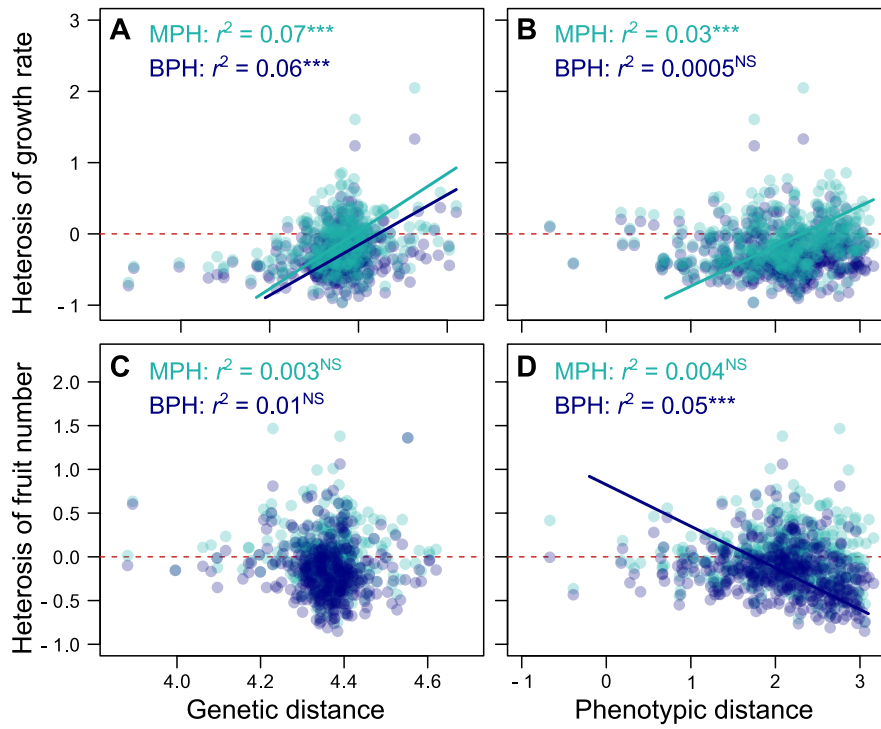 A
MPH: r² = 0.07***
BPH: r² = 0.06***
B
MPH: r² = 0.03***
BPH: r² = 0.0005ᴺˢ
Heterosis of growth rate
3
2
1
0
- 1
C
MPH: r² = 0.003ᴺˢ
BPH: r² = 0.01ᴺˢ
D
MPH: r² = 0.004ᴺˢ
BPH: r² = 0.05***
Heterosis of fruit number
2.0
1.5
1.0
0.5
0.0
- 0.5
- 1.0
4.0 4.2 4.4 4.6
- 1 0 1 2 3
Genetic distance
Phenotypic distance